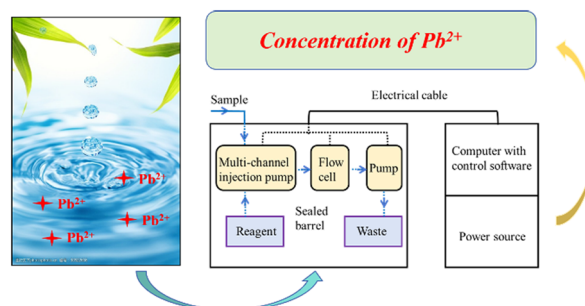 Concentration of Pb²⁺
Sample
Electrical cable
Multi-channel
injection pump
Flow
cell
Pump
Computer with
control software
Pb²⁺
Pb²⁺
Pb²⁺
Pb²⁺
Reagent
Sealed
barrel
Waste
Power source